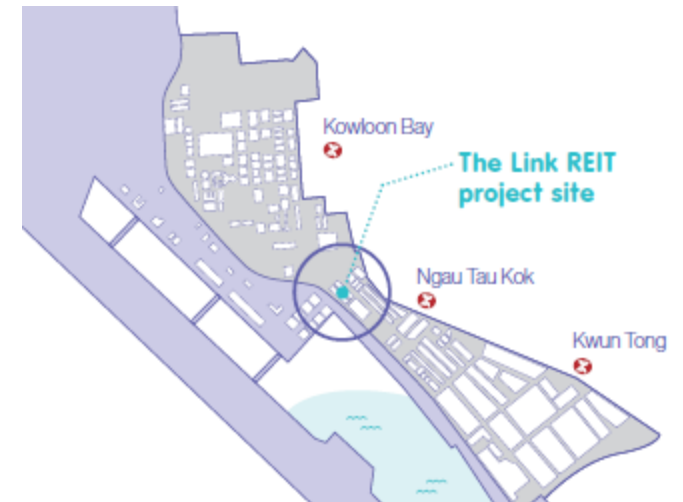 Kowloon Bay
The Link REIT
project site
Ngau Tau Kok
Kwun Tong